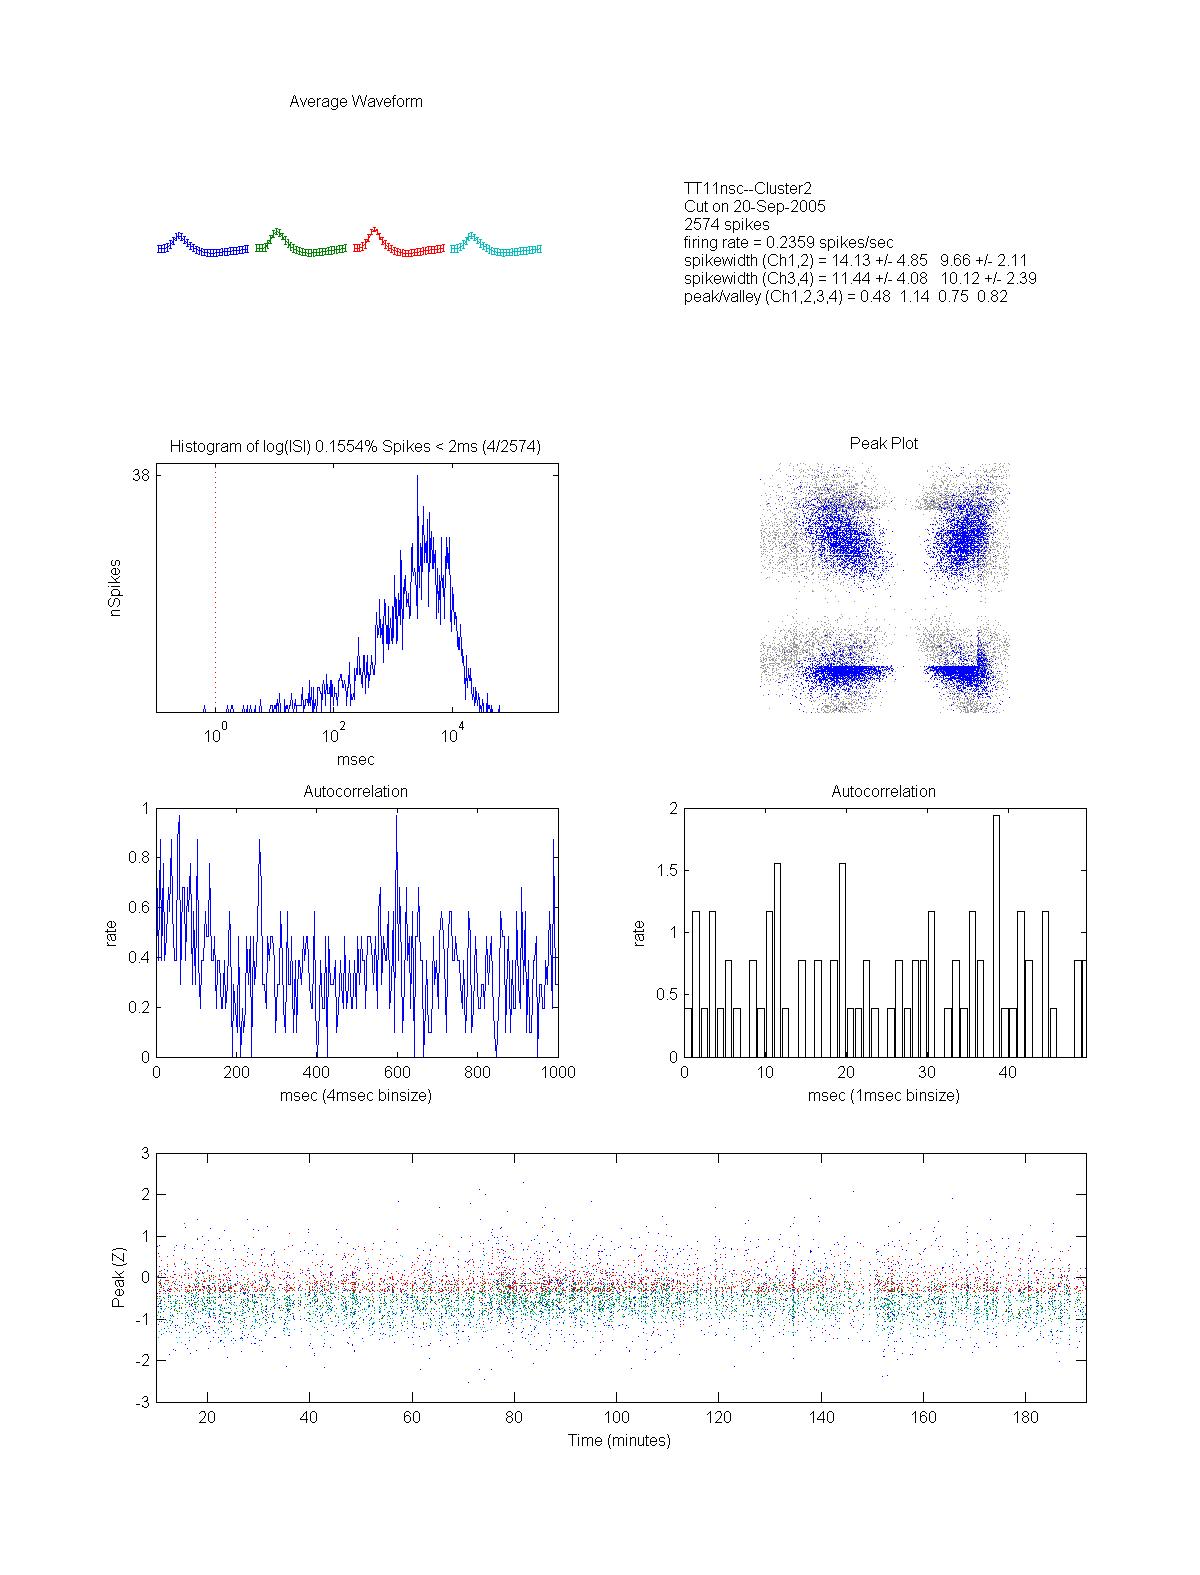 Average Waveform
TT11nsc--Cluster2
Cut on 20-Sep-2005
2574 spikes
firing rate = 0.2359 spikes/sec
spikewidth (Ch1,2) = 14.13 +/- 4.85   9.66 +/- 2.11
spikewidth (Ch3,4) = 11.44 +/- 4.08   10.12 +/- 2.39
peak/valley (Ch1,2,3,4) = 0.48  1.14  0.75  0.82
Histogram of log(ISI) 0.1554% Spikes < 2ms (4/2574)
38
nSpikes
10^0 10^2 10^4
msec
Peak Plot
Autocorrelation
1
0.8
0.6
0.4
0.2
0
rate
0 200 400 600 800 1000
msec (4msec binsize)
Autocorrelation
2
1.5
1
0.5
0
rate
0 10 20 30 40
msec (1msec binsize)
3
2
1
0
-1
-2
-3
Peak (Z)
20 40 60 80 100 120 140 160 180
Time (minutes)